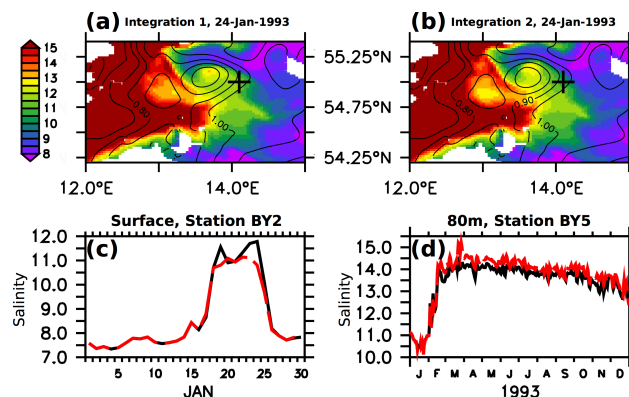 (a) Integration 1, 24-Jan-1993
(b) Integration 2, 24-Jan-1993
15
14
13
12
11
10
9
8
0.80
1.00
55.25°N
54.75°N
54.25°N
0.80
0.90
1.00
12.0°E
14.0°E
12.0°E
14.0°E
Surface, Station BY2
80m, Station BY5
(c)
(d)
Salinity
12.0
11.0
10.0
9.0
8.0
7.0
5
10
15
20
25
30
JAN
Salinity
15.0
14.0
13.0
12.0
11.0
10.0
J F M A M J J A S O N D
1993